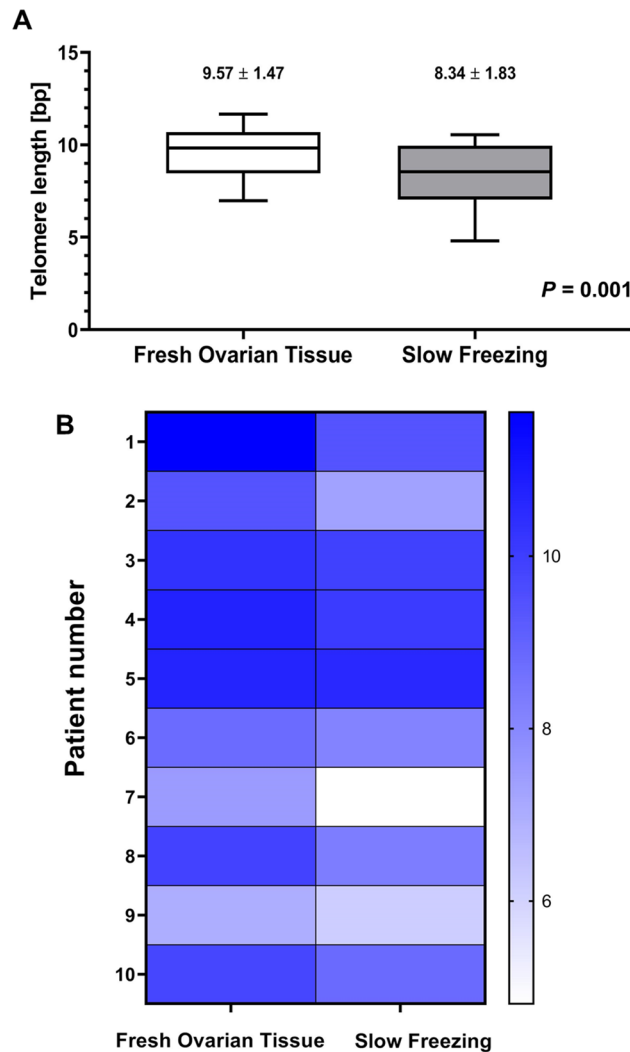 A
Telomere length [bp]
15
10
5
0
9.57 ± 1.47
8.34 ± 1.83
P = 0.001
Fresh Ovarian Tissue
Slow Freezing
B
Patient number
1
2
3
4
5
6
7
8
9
10
10
8
6
Fresh Ovarian Tissue
Slow Freezing